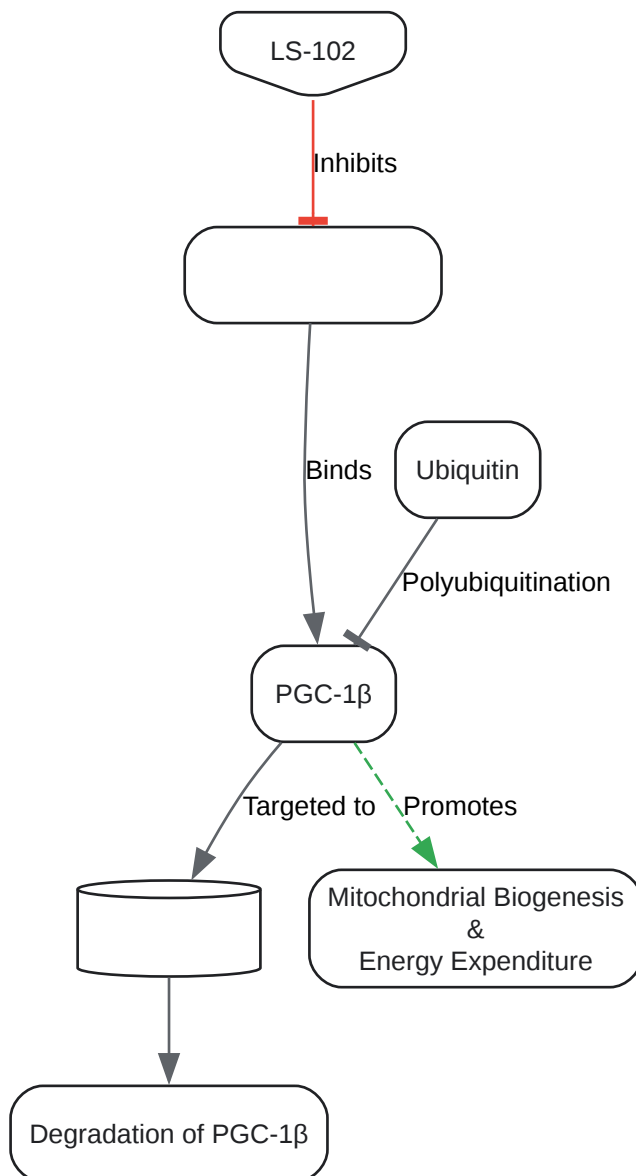 LS-102
Inhibits
Binds
Ubiquitin
Polyubiquitination
PGC-1β
Targeted to
Promotes
Mitochondrial Biogenesis
&
Energy Expenditure
Degradation of PGC-1β